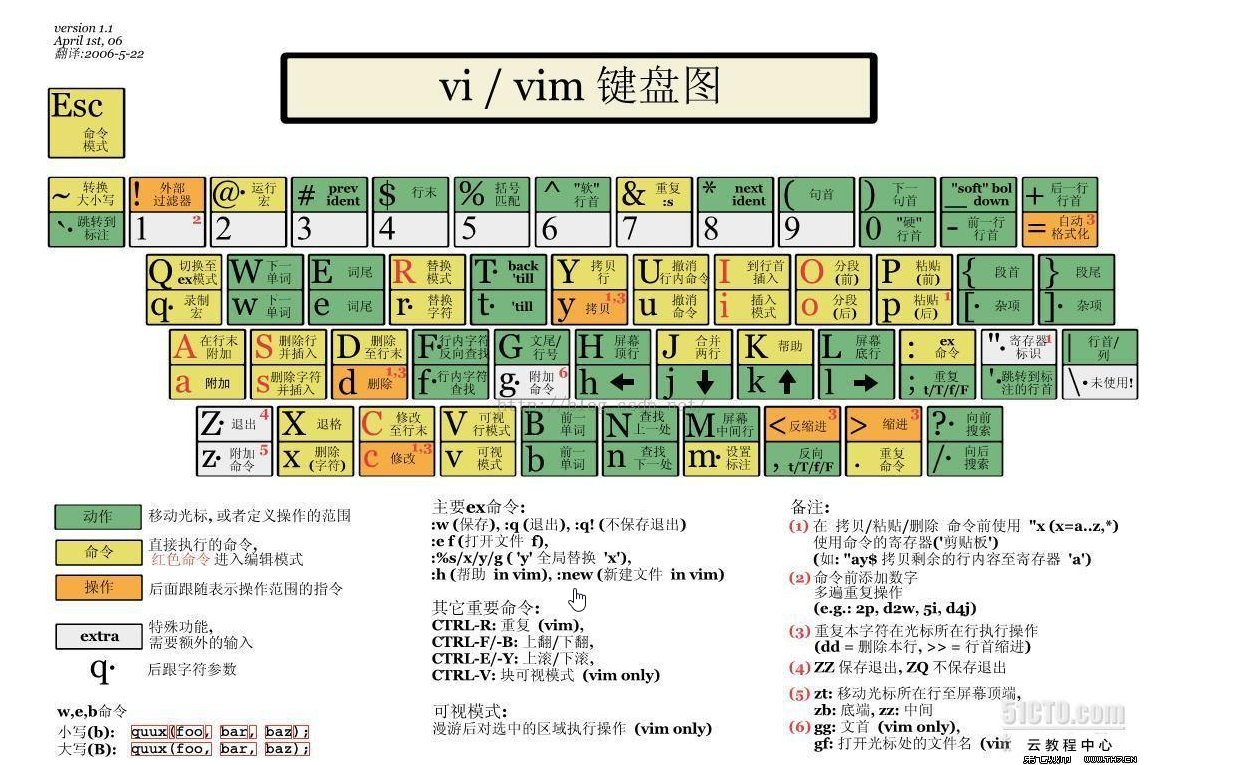 version 1.1
April 1st, 06
翻译:2006-5-22
vi / vim 键盘图
Esc
命令
模式
~ 转换
大小写
! 外部
过滤器
@· 运行
宏
# prev
ident
$ 行末
% 括号
匹配
^ "软"
行首
& 重复
:s
* next
ident
( 句首
) 下一
句首
"soft" bol
_ down
+ 后一行
行首
`· 跳转到
标注
1 2
2
3
4
5
6
7
8
9
0 "硬"
行首
- 前一行
行首
= 自动 3
格式化
Q 切换至
ex模式
W 下一
单词
E 词尾
R 替换
模式
T· back
'till
Y 拷贝
行
U 撤消
行内命令
I 到行首
插入
O 分段
(前)
P 粘贴
(前)
{ 段首
} 段尾
q· 录制
宏
w 下一
单词
e 词尾
r· 替换
字符
t· 'till
y 拷贝 1,3
u 撤消
命令
i 插入
模式
o 分段
(后)
p 粘贴 1
(后)
[· 杂项
]· 杂项
A 在行末
附加
S 删除行
并插入
D 删除
至行末
F· 行内字符
反向查找
G 文尾/
行号
H 屏幕
顶行
J 合并
两行
K 帮助
L 屏幕
底行
: ex
命令
"· 寄存器 1
标识
| 行首/
列
a 附加
s 删除字符
并插入
d 删除 1,3
f· 行内字符
查找
g· 附加 6
命令
h ←
j ↓
k ↑
l →
; 重复
t/T/f/F
'· 跳转到标
注的行首
\· 未使用!
http://blog.csdn.net/
Z· 退出 4
X 退格
C 修改
至行末
V 可视
行模式
B 前一
单词
N 查找
上一处
M 屏幕
中间行
< 反缩进 3
> 缩进 3
?· 向前
搜索
z· 附加 5
命令
x 删除
(字符)
c 修改 1,3
v 可视
模式
b 前一
单词
n 查找
下一处
m· 设置
标注
, 反向
t/T/f/F
. 重复
命令
/· 向后
搜索
动作 移动光标, 或者定义操作的范围
命令 直接执行的命令,
红色命令 进入编辑模式
操作 后面跟随表示操作范围的指令
extra 特殊功能,
需要额外的输入
q· 后跟字符参数
w,e,b命令
小写(b): quux(foo, bar, baz);
大写(B): quux(foo, bar, baz);
主要ex命令:
:w (保存), :q (退出), :q! (不保存退出)
:e f (打开文件 f),
:%s/x/y/g ( 'y' 全局替换 'x'),
:h (帮助 in vim), :new (新建文件 in vim)
其它重要命令:
CTRL-R: 重复 (vim),
CTRL-F/-B: 上翻/下翻,
CTRL-E/-Y: 上滚/下滚,
CTRL-V: 块可视模式 (vim only)
可视模式:
漫游后对选中的区域执行操作 (vim only)
备注:
(1) 在 拷贝/粘贴/删除 命令前使用 "x (x=a..z,*)
使用命令的寄存器('剪贴板')
(如: "ay$ 拷贝剩余的行内容至寄存器 'a')
(2) 命令前添加数字
多遍重复操作
(e.g.: 2p, d2w, 5i, d4j)
(3) 重复本字符在光标所在行执行操作
(dd = 删除本行, >> = 行首缩进)
(4) ZZ 保存退出, ZQ 不保存退出
(5) zt: 移动光标所在行至屏幕顶端,
zb: 底端, zz: 中间
(6) gg: 文首 (vim only),
gf: 打开光标处的文件名 (vim
51CTO.com
云教程中心